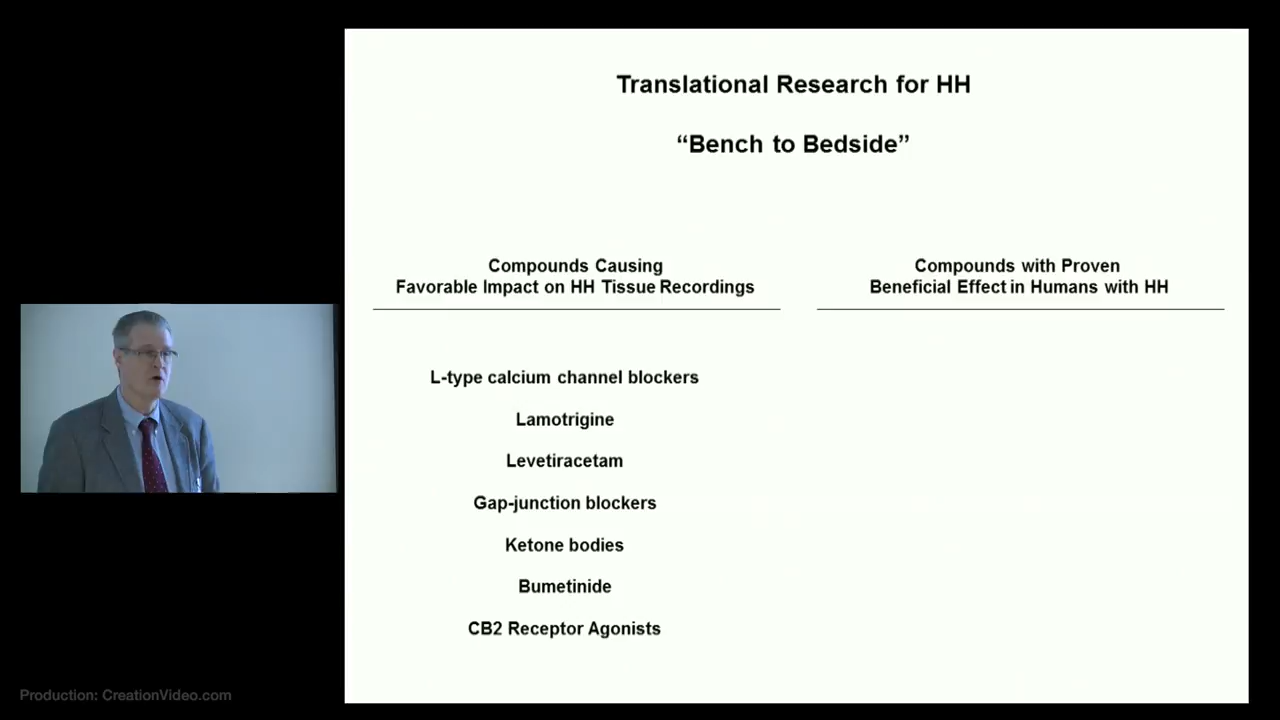 Translational Research for HH
“Bench to Bedside”
Compounds Causing
Favorable Impact on HH Tissue Recordings
Compounds with Proven
Beneficial Effect in Humans with HH
L-type calcium channel blockers
Lamotrigine
Levetiracetam
Gap-junction blockers
Ketone bodies
Bumetinide
CB2 Receptor Agonists
Production: CreationVideo.com